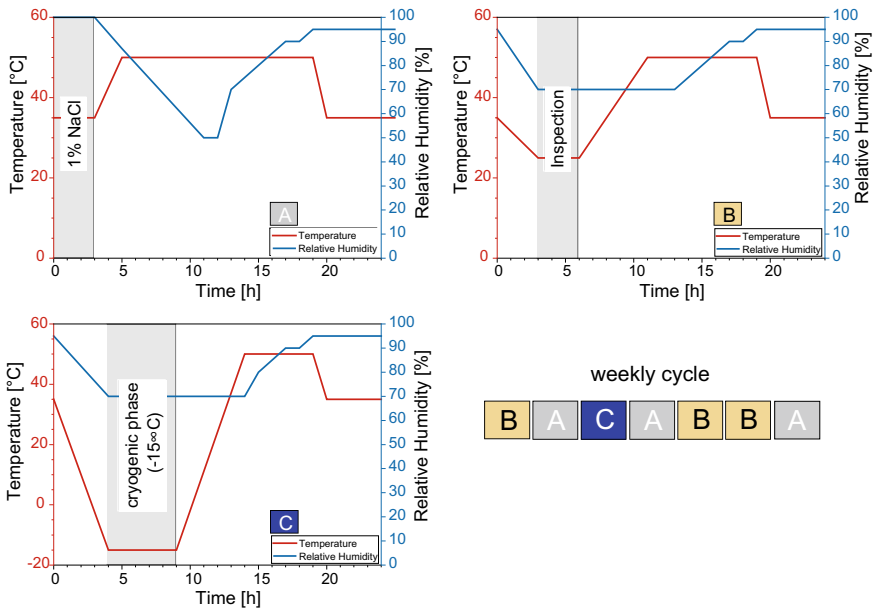 60
40
20
0
Temperature [°C]
1% NaCl
100
90
80
70
60
50
40
30
20
10
0
Relative Humidity [%]
A
Temperature
Relative Humidity
0 5 10 15 20
Time [h]
60
40
20
0
Temperature [°C]
Inspection
100
90
80
70
60
50
40
30
20
10
0
Relative Humidity [%]
B
Temperature
Relative Humidity
0 5 10 15 20
Time [h]
60
40
20
0
-20
Temperature [°C]
cryogenic phase
(-15∞C)
100
90
80
70
60
50
40
30
20
10
0
Relative Humidity [%]
C
Temperature
Relative Humidity
0 5 10 15 20
Time [h]
weekly cycle
B A C A B B A